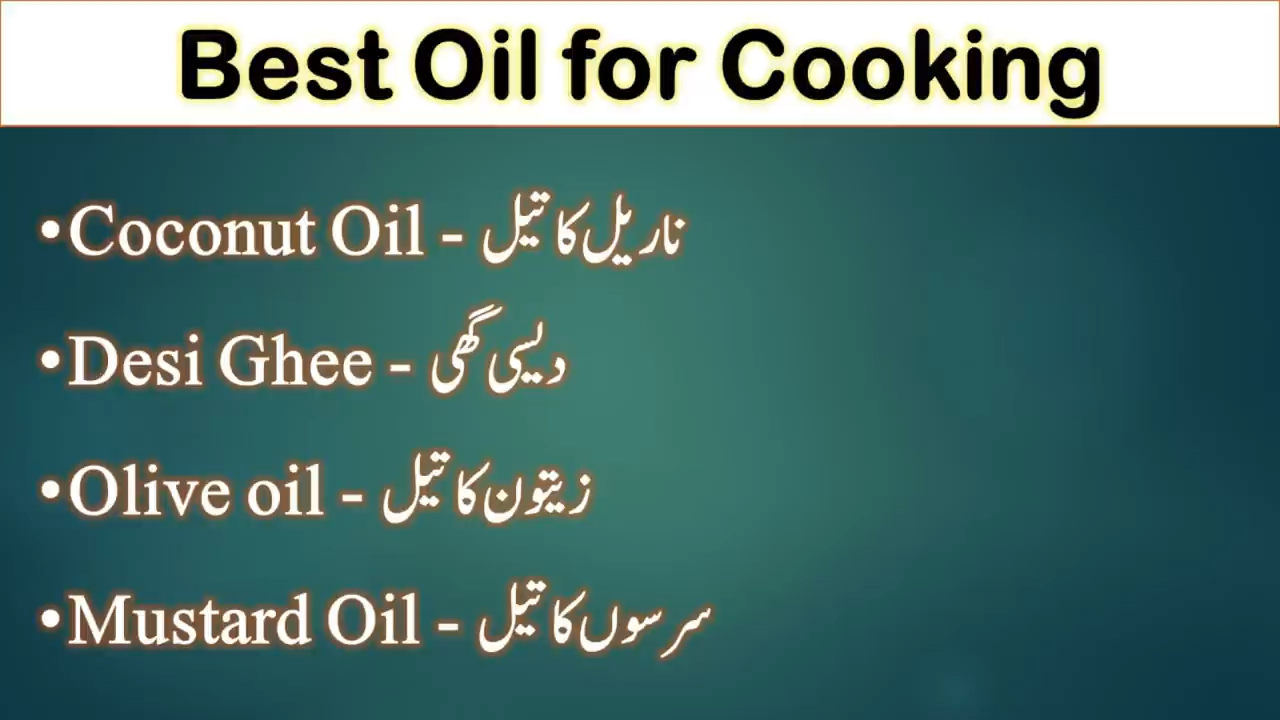 Best Oil for Cooking
•Coconut Oil - ناریل کا تیل
•Desi Ghee - دیسی گھی
•Olive oil - زیتون کا تیل
•Mustard Oil - سرسوں کا تیل